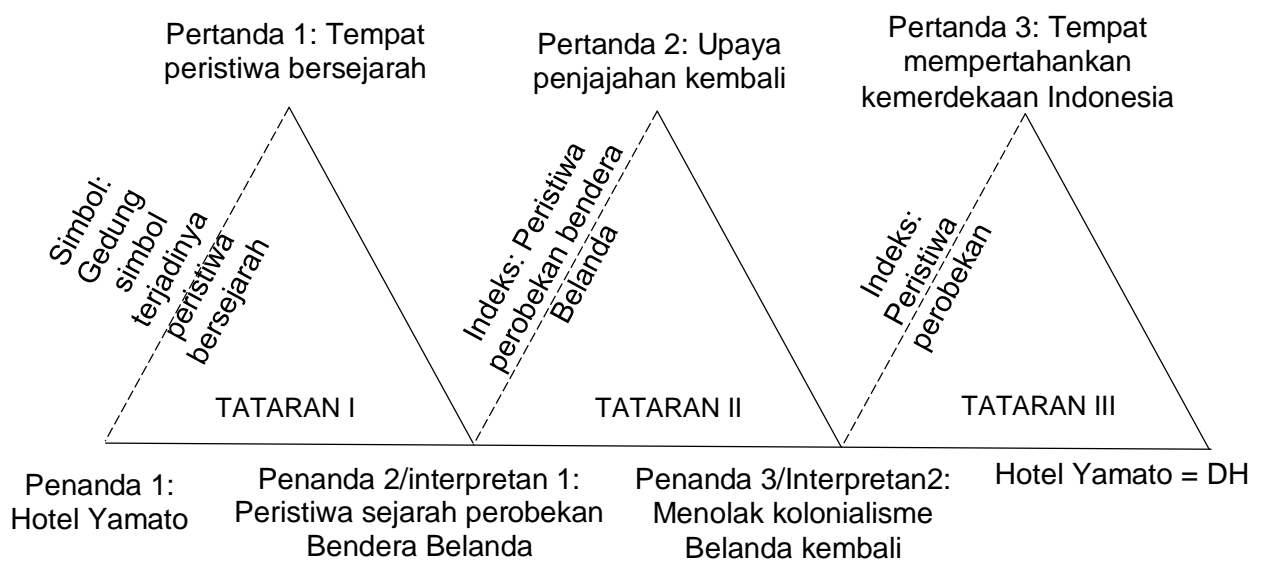 Pertanda 1: Tempat
peristiwa bersejarah
Pertanda 2: Upaya
penjajahan kembali
Pertanda 3: Tempat
mempertahankan
kemerdekaan Indonesia
Simbol:
Gedung
simbol
terjadinya
peristiwa
bersejarah
Indeks: Peristiwa
perobekan bendera
Belanda
Indeks:
Peristiwa
perobekan
TATARAN I
TATARAN II
TATARAN III
Penanda 1:
Hotel Yamato
Penanda 2/interpretan 1:
Peristiwa sejarah perobekan
Bendera Belanda
Penanda 3/Interpretan2:
Menolak kolonialisme
Belanda kembali
Hotel Yamato = DH